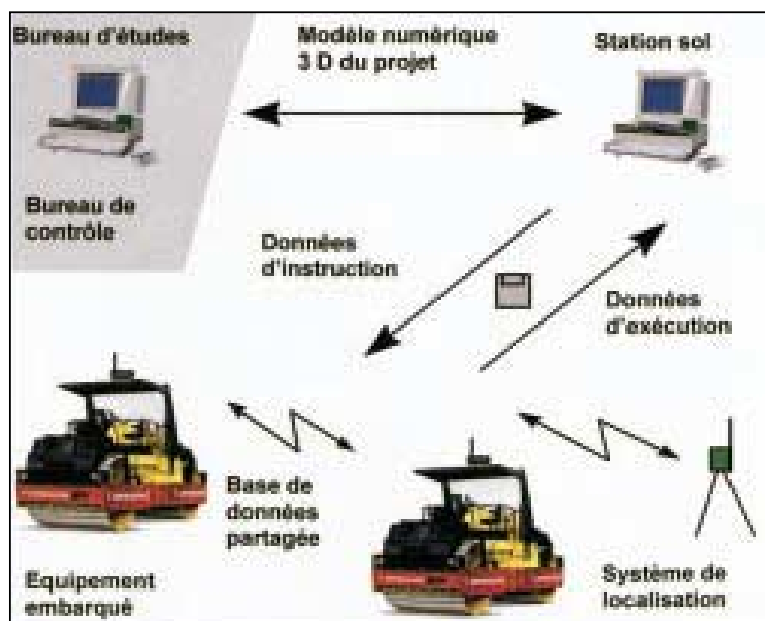 Bureau d'études
Modèle numérique
3 D du projet
Station sol
Bureau de
contrôle
Données
d'instruction
Données
d'exécution
Base de
données
partagée
Equipement
embarqué
Système de
localisation